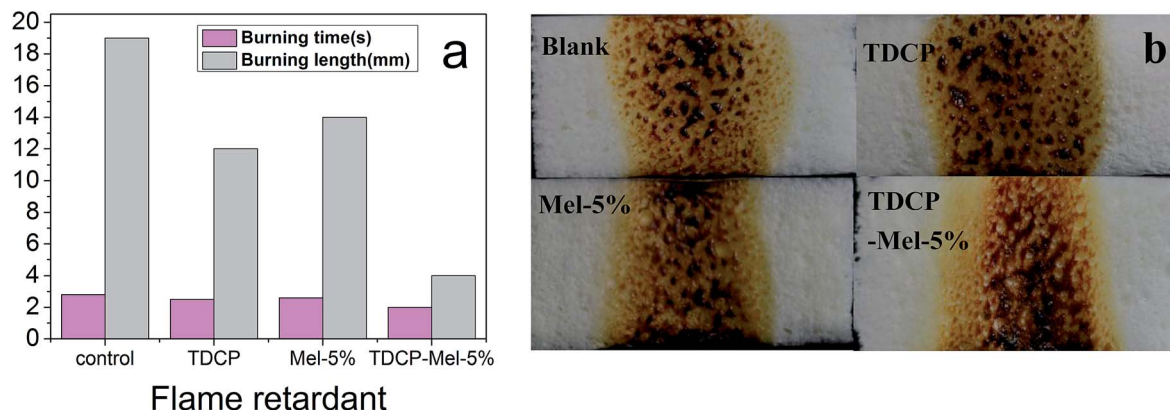 20
18
16
14
12
10
8
6
4
2
0
Burning time(s)
Burning length(mm)
a
control TDCP Mel-5% TDCP-Mel-5%
Flame retardant
Blank
TDCP
b
Mel-5%
TDCP
-Mel-5%